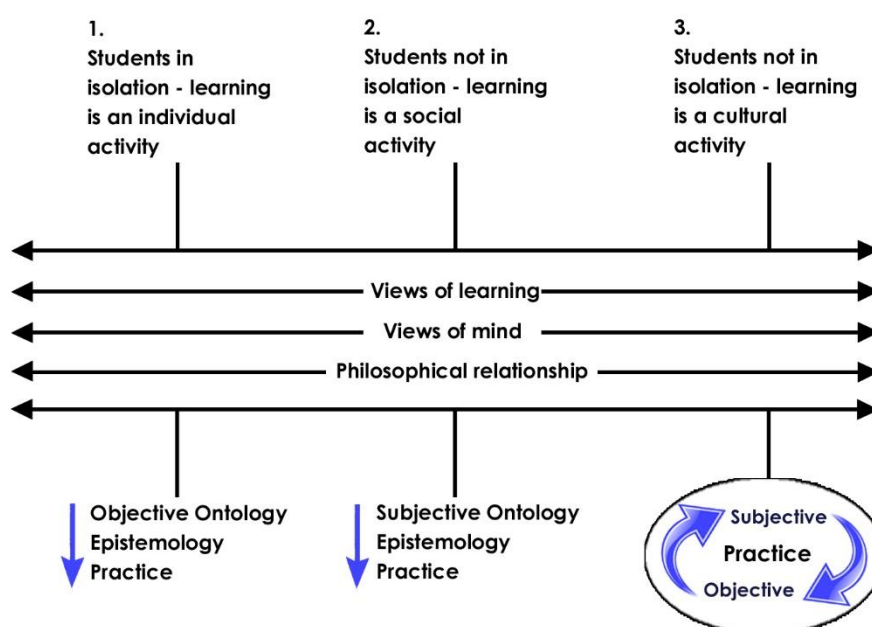 1.
Students in
isolation - learning
is an individual
activity
2.
Students not in
isolation - learning
is a social
activity
3.
Students not in
isolation - learning
is a cultural
activity
Views of learning
Views of mind
Philosophical relationship
Objective Ontology
Epistemology
Practice
Subjective Ontology
Epistemology
Practice
Subjective
Practice
Objective